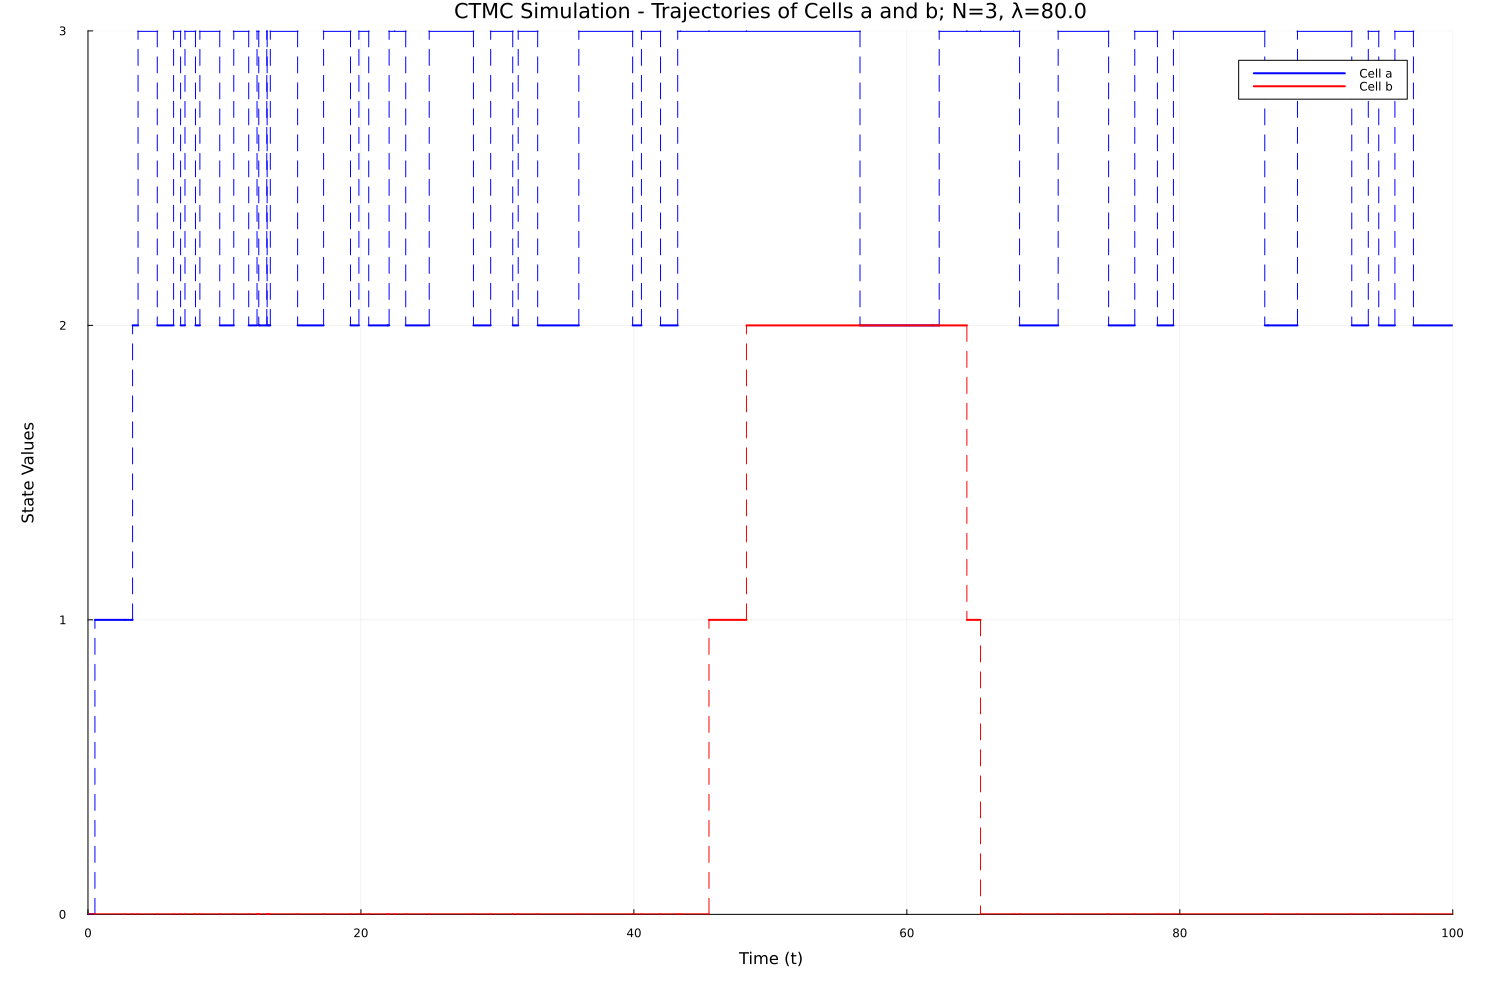 CTMC Simulation - Trajectories of Cells a and b; N=3, λ=80.0
3
Cell a
Cell b
2
State Values
1
0
0 20 40 60 80 100
Time (t)